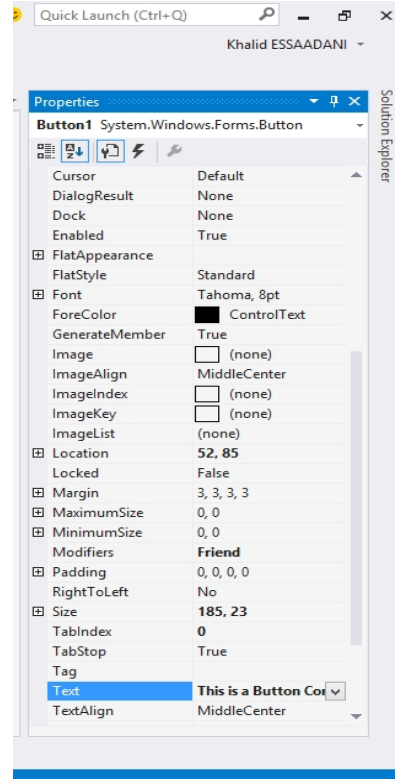 Quick Launch (Ctrl+Q)
Khalid ESSAADANI
Properties
Button1 System.Windows.Forms.Button
Cursor Default
DialogResult None
Dock None
Enabled True
FlatAppearance
FlatStyle Standard
Font Tahoma, 8pt
ForeColor ControlText
GenerateMember True
Image (none)
ImageAlign MiddleCenter
ImageIndex (none)
ImageKey (none)
ImageList (none)
Location 52, 85
Locked False
Margin 3, 3, 3, 3
MaximumSize 0, 0
MinimumSize 0, 0
Modifiers Friend
Padding 0, 0, 0, 0
RightToLeft No
Size 185, 23
TabIndex 0
TabStop True
Tag
Text This is a Button
TextAlign MiddleCenter
Solution Explorer